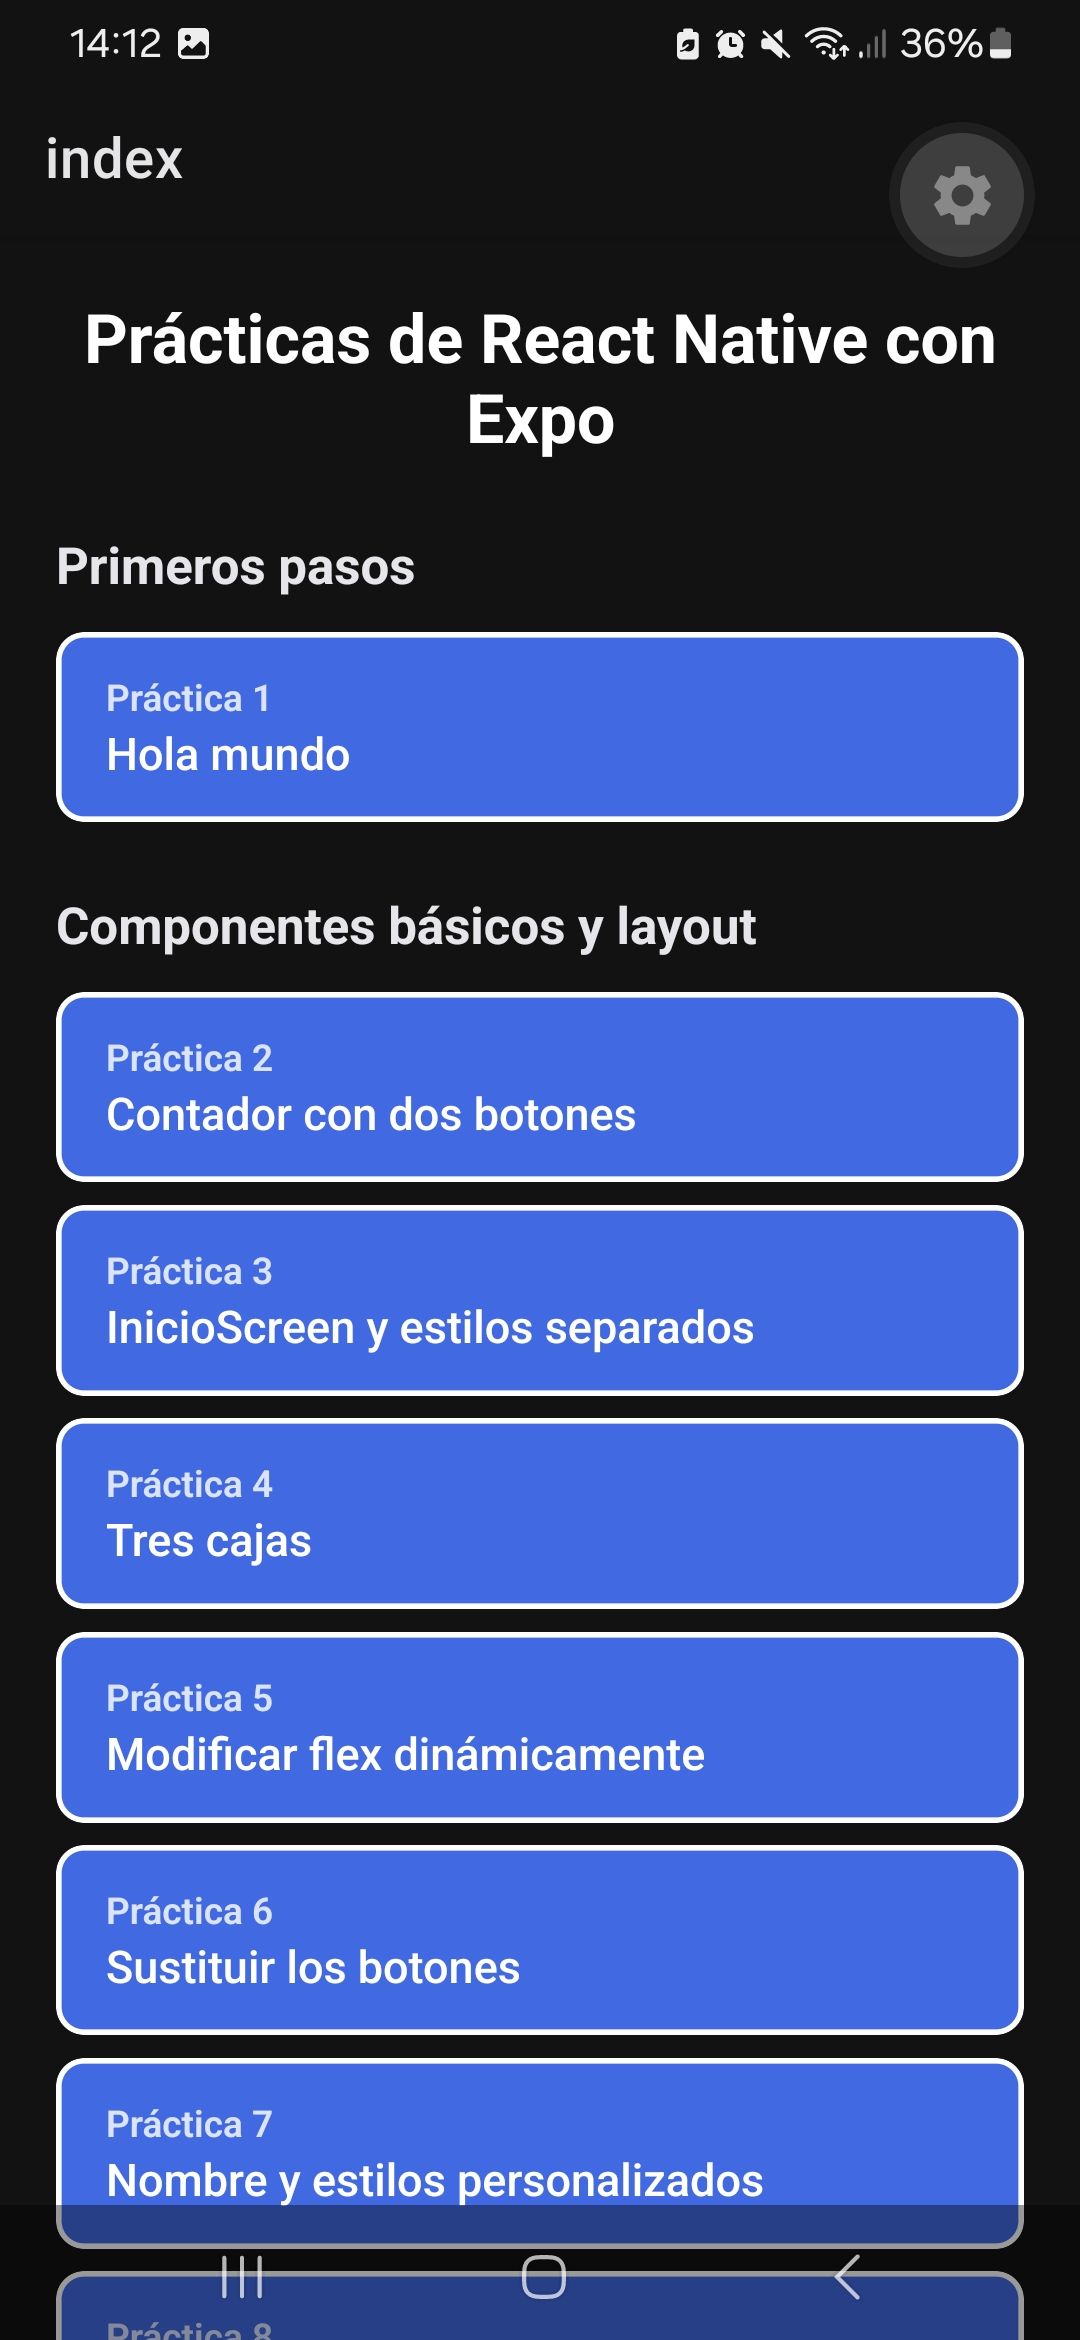 14:12
36%
index
Prácticas de React Native con
Expo
Primeros pasos
Práctica 1
Hola mundo
Componentes básicos y layout
Práctica 2
Contador con dos botones
Práctica 3
InicioScreen y estilos separados
Práctica 4
Tres cajas
Práctica 5
Modificar flex dinámicamente
Práctica 6
Sustituir los botones
Práctica 7
Nombre y estilos personalizados
Práctica 8